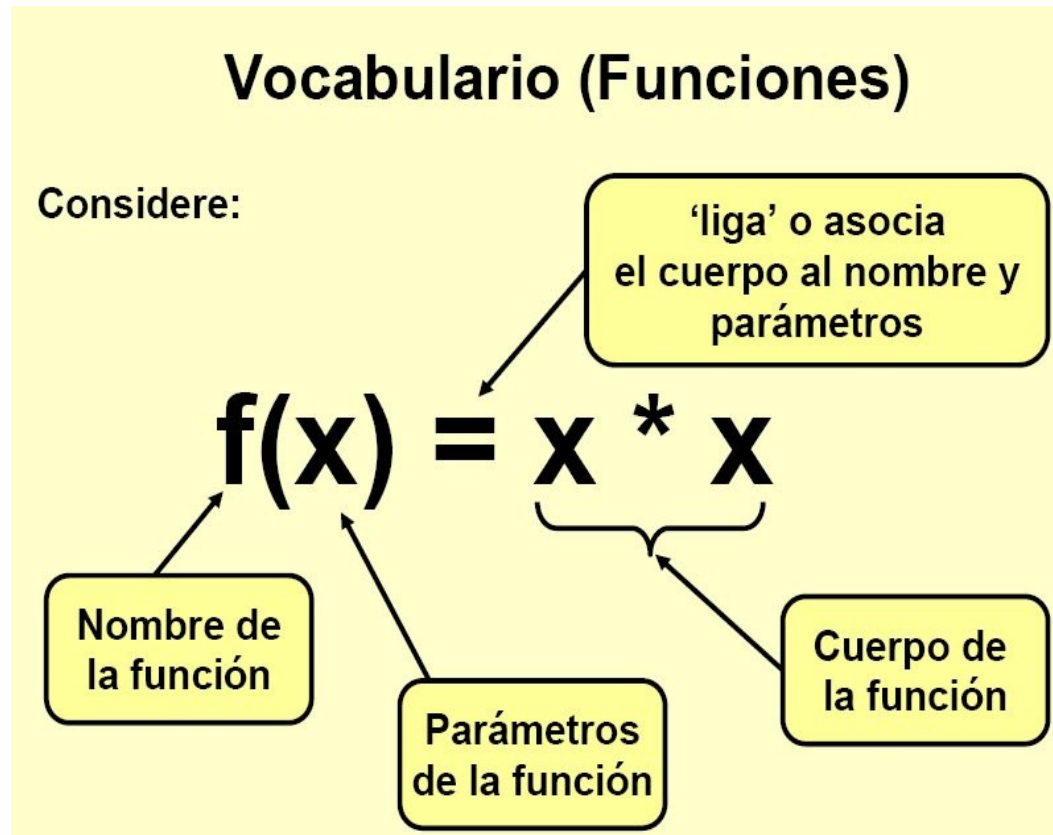 Vocabulario (Funciones)
Considere:
‘liga’ o asocia
el cuerpo al nombre y
parámetros
f(x) = x * x
Nombre de
la función
Parámetros
de la función
Cuerpo de
la función